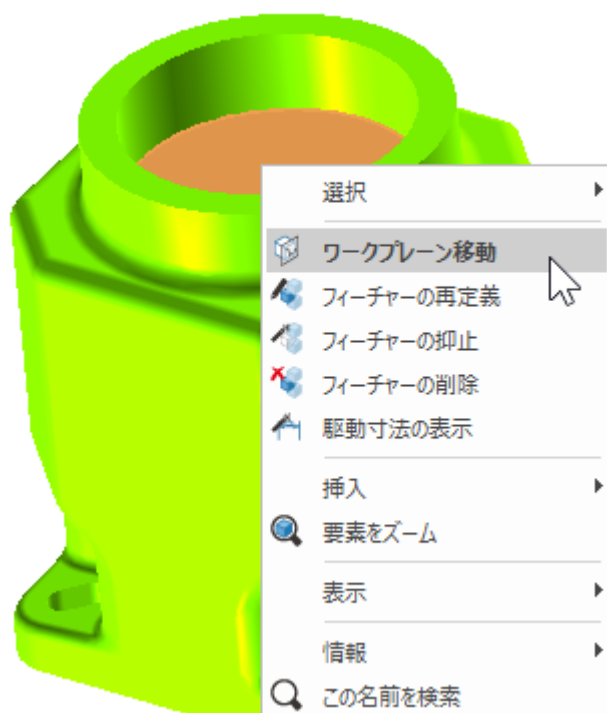 選択
ワークプレーン移動
フィーチャーの再定義
フィーチャーの抑止
フィーチャーの削除
駆動寸法の表示
挿入
要素をズーム
表示
情報
この名前を検索